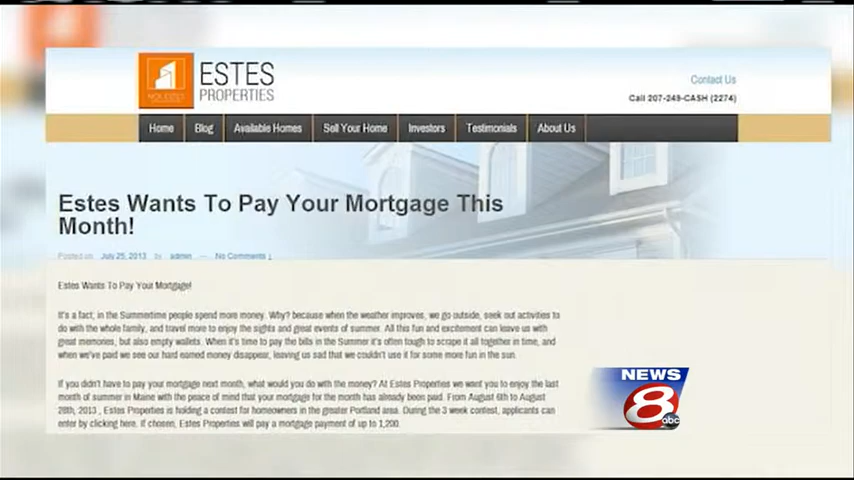 ESTES
PROPERTIES
Contact Us
Call 207-249-CASH (2274)
Home Blog Available Homes Sell Your Home Investors Testimonials About Us
Estes Wants To Pay Your Mortgage This
Month!
Posted on July 25, 2013 by admin — No Comments ↓
Estes Wants To Pay Your Mortgage!
It's a fact, in the Summertime people spend more money. Why? because when the weather improves, we go outside, seek out activities to
do with the whole family, and travel more to enjoy the sights and great events of summer. All this fun and excitement can leave us with
great memories, but also empty wallets. When it's time to pay the bills in the Summer it's often tough to scrape it all together in time, and
when we've paid we see our hard earned money disappear, leaving us sad that we couldn't use it for some more fun in the sun.
If you didn't have to pay your mortgage next month, what would you do with the money? At Estes Properties we want you to enjoy the last
month of summer in Maine with the peace of mind that your mortgage for the month has already been paid. From August 6th to August
26th, 2013 , Estes Properties is holding a contest for homeowners in the greater Portland area. During the 3 week contest, applicants can
enter by clicking here. If chosen, Estes Properties will pay a mortgage payment of up to 1,200.
NEWS
8
abc